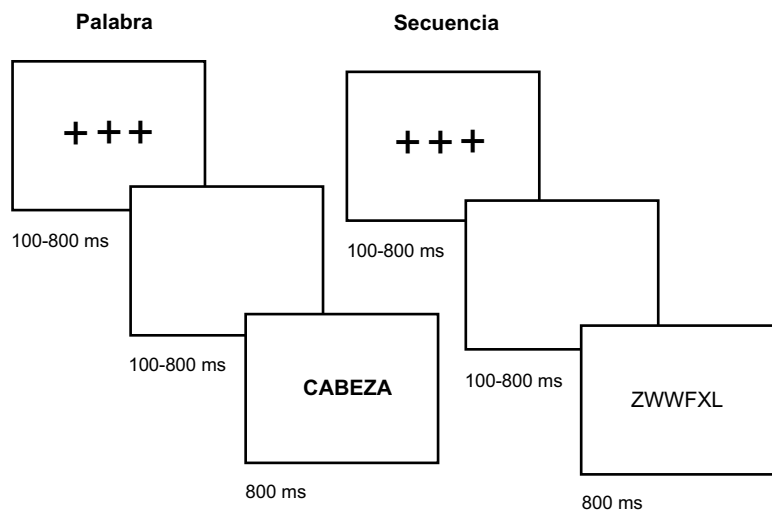 Palabra
+ + +
100-800 ms
100-800 ms
CABEZA
800 ms
Secuencia
+ + +
100-800 ms
100-800 ms
ZWWFXL
800 ms